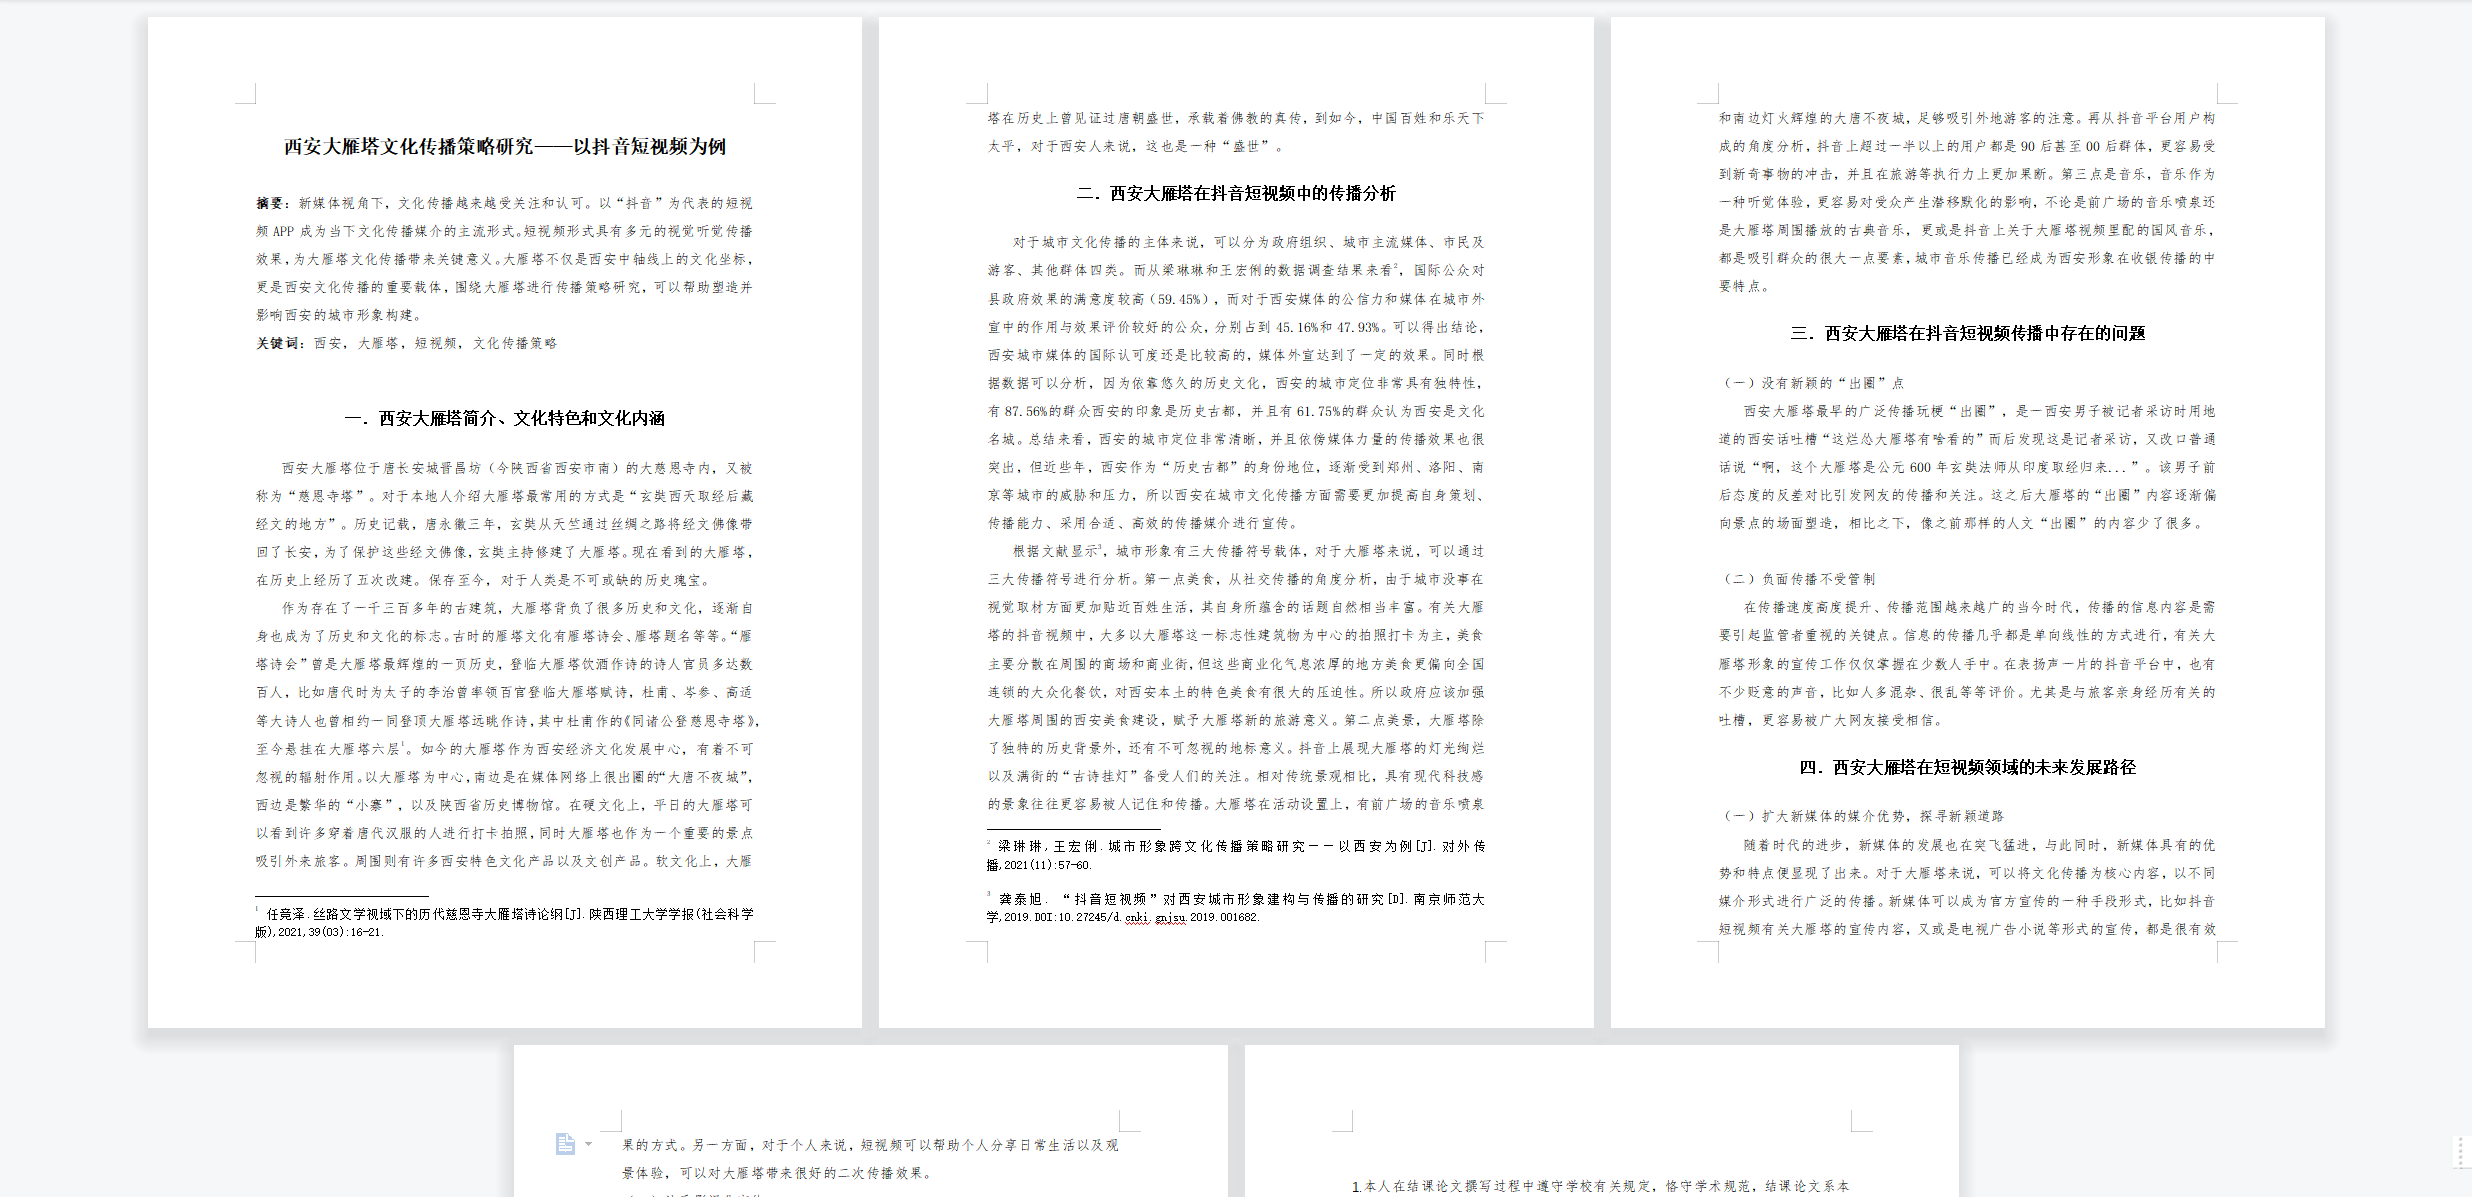 西安大雁塔文化传播策略研究——以抖音短视频为例
摘要：新媒体视角下，文化传播越来越受关注和认可。以“抖音”为代表的短视
频 APP 成为当下文化传播媒介的主流形式。短视频形式具有多元的视觉听觉传播
效果，为大雁塔文化传播带来关键意义。大雁塔不仅是西安中轴线上的文化坐标，
更是西安文化传播的重要载体，围绕大雁塔进行传播策略研究，可以帮助塑造并
影响西安的城市形象构建。
关键词：西安，大雁塔，短视频，文化传播策略
一．西安大雁塔简介、文化特色和文化内涵
西安大雁塔位于唐长安城晋昌坊（今陕西省西安市南）的大慈恩寺内，又被
称为“慈恩寺塔”。对于本地人介绍大雁塔最常用的方式是“玄奘西天取经后藏
经文的地方”。历史记载，唐永徽三年，玄奘从天竺通过丝绸之路将经文佛像带
回了长安，为了保护这些经文佛像，玄奘主持修建了大雁塔。现在看到的大雁塔，
在历史上经历了五次改建。保存至今，对于人类是不可或缺的历史瑰宝。
作为存在了一千三百多年的古建筑，大雁塔背负了很多历史和文化，逐渐自
身也成为了历史和文化的标志。古时的雁塔文化有雁塔诗会、雁塔题名等等。“雁
塔诗会”曾是大雁塔最辉煌的一页历史，登临大雁塔饮酒作诗的诗人官员多达数
百人，比如唐代时为太子的李治曾率领百官登临大雁塔赋诗，杜甫、岑参、高适
等大诗人也曾相约一同登顶大雁塔远眺作诗，其中杜甫作的《同诸公登慈恩寺塔》，
至今悬挂在大雁塔六层1。如今的大雁塔作为西安经济文化发展中心，有着不可
忽视的辐射作用。以大雁塔为中心，南边是在媒体网络上很出圈的“大唐不夜城”，
西边是繁华的“小寨”，以及陕西省历史博物馆。在硬文化上，平日的大雁塔可
以看到许多穿着唐代汉服的人进行打卡拍照，同时大雁塔也作为一个重要的景点
吸引外来旅客。周围则有许多西安特色文化产品以及文创产品。软文化上，大雁
1 任竞泽.丝路文学视域下的历代慈恩寺大雁塔诗论纲[J].陕西理工大学学报(社会科学
版),2021,39(03):16-21.
塔在历史上曾见证过唐朝盛世，承载着佛教的真传，到如今，中国百姓和乐天下
太平，对于西安人来说，这也是一种“盛世”。
二．西安大雁塔在抖音短视频中的传播分析
对于城市文化传播的主体来说，可以分为政府组织、城市主流媒体、市民及
游客、其他群体四类。而从梁琳琳和王宏俐的数据调查结果来看2，国际公众对
县政府效果的满意度较高（59.45%），而对于西安媒体的公信力和媒体在城市外
宣中的作用与效果评价较好的公众，分别占到 45.16%和 47.93%。可以得出结论，
西安城市媒体的国际认可度还是比较高的，媒体外宣达到了一定的效果。同时根
据数据可以分析，因为依靠悠久的历史文化，西安的城市定位非常具有独特性，
有 87.56%的群众西安的印象是历史古都，并且有 61.75%的群众认为西安是文化
名城。总结来看，西安的城市定位非常清晰，并且依傍媒体力量的传播效果也很
突出，但近些年，西安作为“历史古都”的身份地位，逐渐受到郑州、洛阳、南
京等城市的威胁和压力，所以西安在城市文化传播方面需要更加提高自身策划、
传播能力、采用合适、高效的传播媒介进行宣传。
根据文献显示3，城市形象有三大传播符号载体，对于大雁塔来说，可以通过
三大传播符号进行分析。第一点美食，从社交传播的角度分析，由于城市没事在
视觉取材方面更加贴近百姓生活，其自身所蕴含的话题自然相当丰富。有关大雁
塔的抖音视频中，大多以大雁塔这一标志性建筑物为中心的拍照打卡为主，美食
主要分散在周围的商场和商业街，但这些商业化气息浓厚的地方美食更偏向全国
连锁的大众化餐饮，对西安本土的特色美食有很大的压迫性。所以政府应该加强
大雁塔周围的西安美食建设，赋予大雁塔新的旅游意义。第二点美景，大雁塔除
了独特的历史背景外，还有不可忽视的地标意义。抖音上展现大雁塔的灯光绚烂
以及满街的“古诗挂灯”备受人们的关注。相对传统景观相比，具有现代科技感
的景象往往更容易被人记住和传播。大雁塔在活动设置上，有前广场的音乐喷泉
2 梁琳琳,王宏俐.城市形象跨文化传播策略研究——以西安为例[J].对外传
播,2021(11):57-60.
3 龚泰旭. “抖音短视频”对西安城市形象建构与传播的研究[D].南京师范大
学,2019.DOI:10.27245/d.cnki.gnjsu.2019.001682.
和南边灯火辉煌的大唐不夜城，足够吸引外地游客的注意。再从抖音平台用户构
成的角度分析，抖音上超过一半以上的用户都是 90 后甚至 00 后群体，更容易受
到新奇事物的冲击，并且在旅游等执行力上更加果断。第三点是音乐，音乐作为
一种听觉体验，更容易对受众产生潜移默化的影响，不论是前广场的音乐喷泉还
是大雁塔周围播放的古典音乐，更或是抖音上关于大雁塔视频里配的国风音乐，
都是吸引群众的很大一点要素，城市音乐传播已经成为西安形象在收银传播的中
要特点。
三．西安大雁塔在抖音短视频传播中存在的问题
（一）没有新颖的“出圈”点
西安大雁塔最早的广泛传播玩梗“出圈”，是一西安男子被记者采访时用地
道的西安话吐槽“这烂怂大雁塔有啥看的”而后发现这是记者采访，又改口普通
话说“啊，这个大雁塔是公元 600 年玄奘法师从印度取经归来...”。该男子前
后态度的反差对比引发网友的传播和关注。这之后大雁塔的“出圈”内容逐渐偏
向景点的场面塑造，相比之下，像之前那样的人文“出圈”的内容少了很多。
（二）负面传播不受管制
在传播速度高度提升、传播范围越来越广的当今时代，传播的信息内容是需
要引起监管者重视的关键点。信息的传播几乎都是单向线性的方式进行，有关大
雁塔形象的宣传工作仅仅掌握在少数人手中。在表扬声一片的抖音平台中，也有
不少贬意的声音，比如人多混杂、很乱等等评价。尤其是与旅客亲身经历有关的
吐槽，更容易被广大网友接受相信。
四．西安大雁塔在短视频领域的未来发展路径
（一）扩大新媒体的媒介优势，探寻新颖道路
随着时代的进步，新媒体的发展也在突飞猛进，与此同时，新媒体具有的优
势和特点便显现了出来。对于大雁塔来说，可以将文化传播为核心内容，以不同
媒介形式进行广泛的传播。新媒体可以成为官方宣传的一种手段形式，比如抖音
短视频有关大雁塔的宣传内容，又或是电视广告小说等形式的宣传，都是很有效
果的方式。另一方面，对于个人来说，短视频可以帮助个人分享日常生活以及观
景体验，可以对大雁塔带来很好的二次传播效果。
1.本人在结课论文撰写过程中遵守学校有关规定，恪守学术规范，结课论文系本